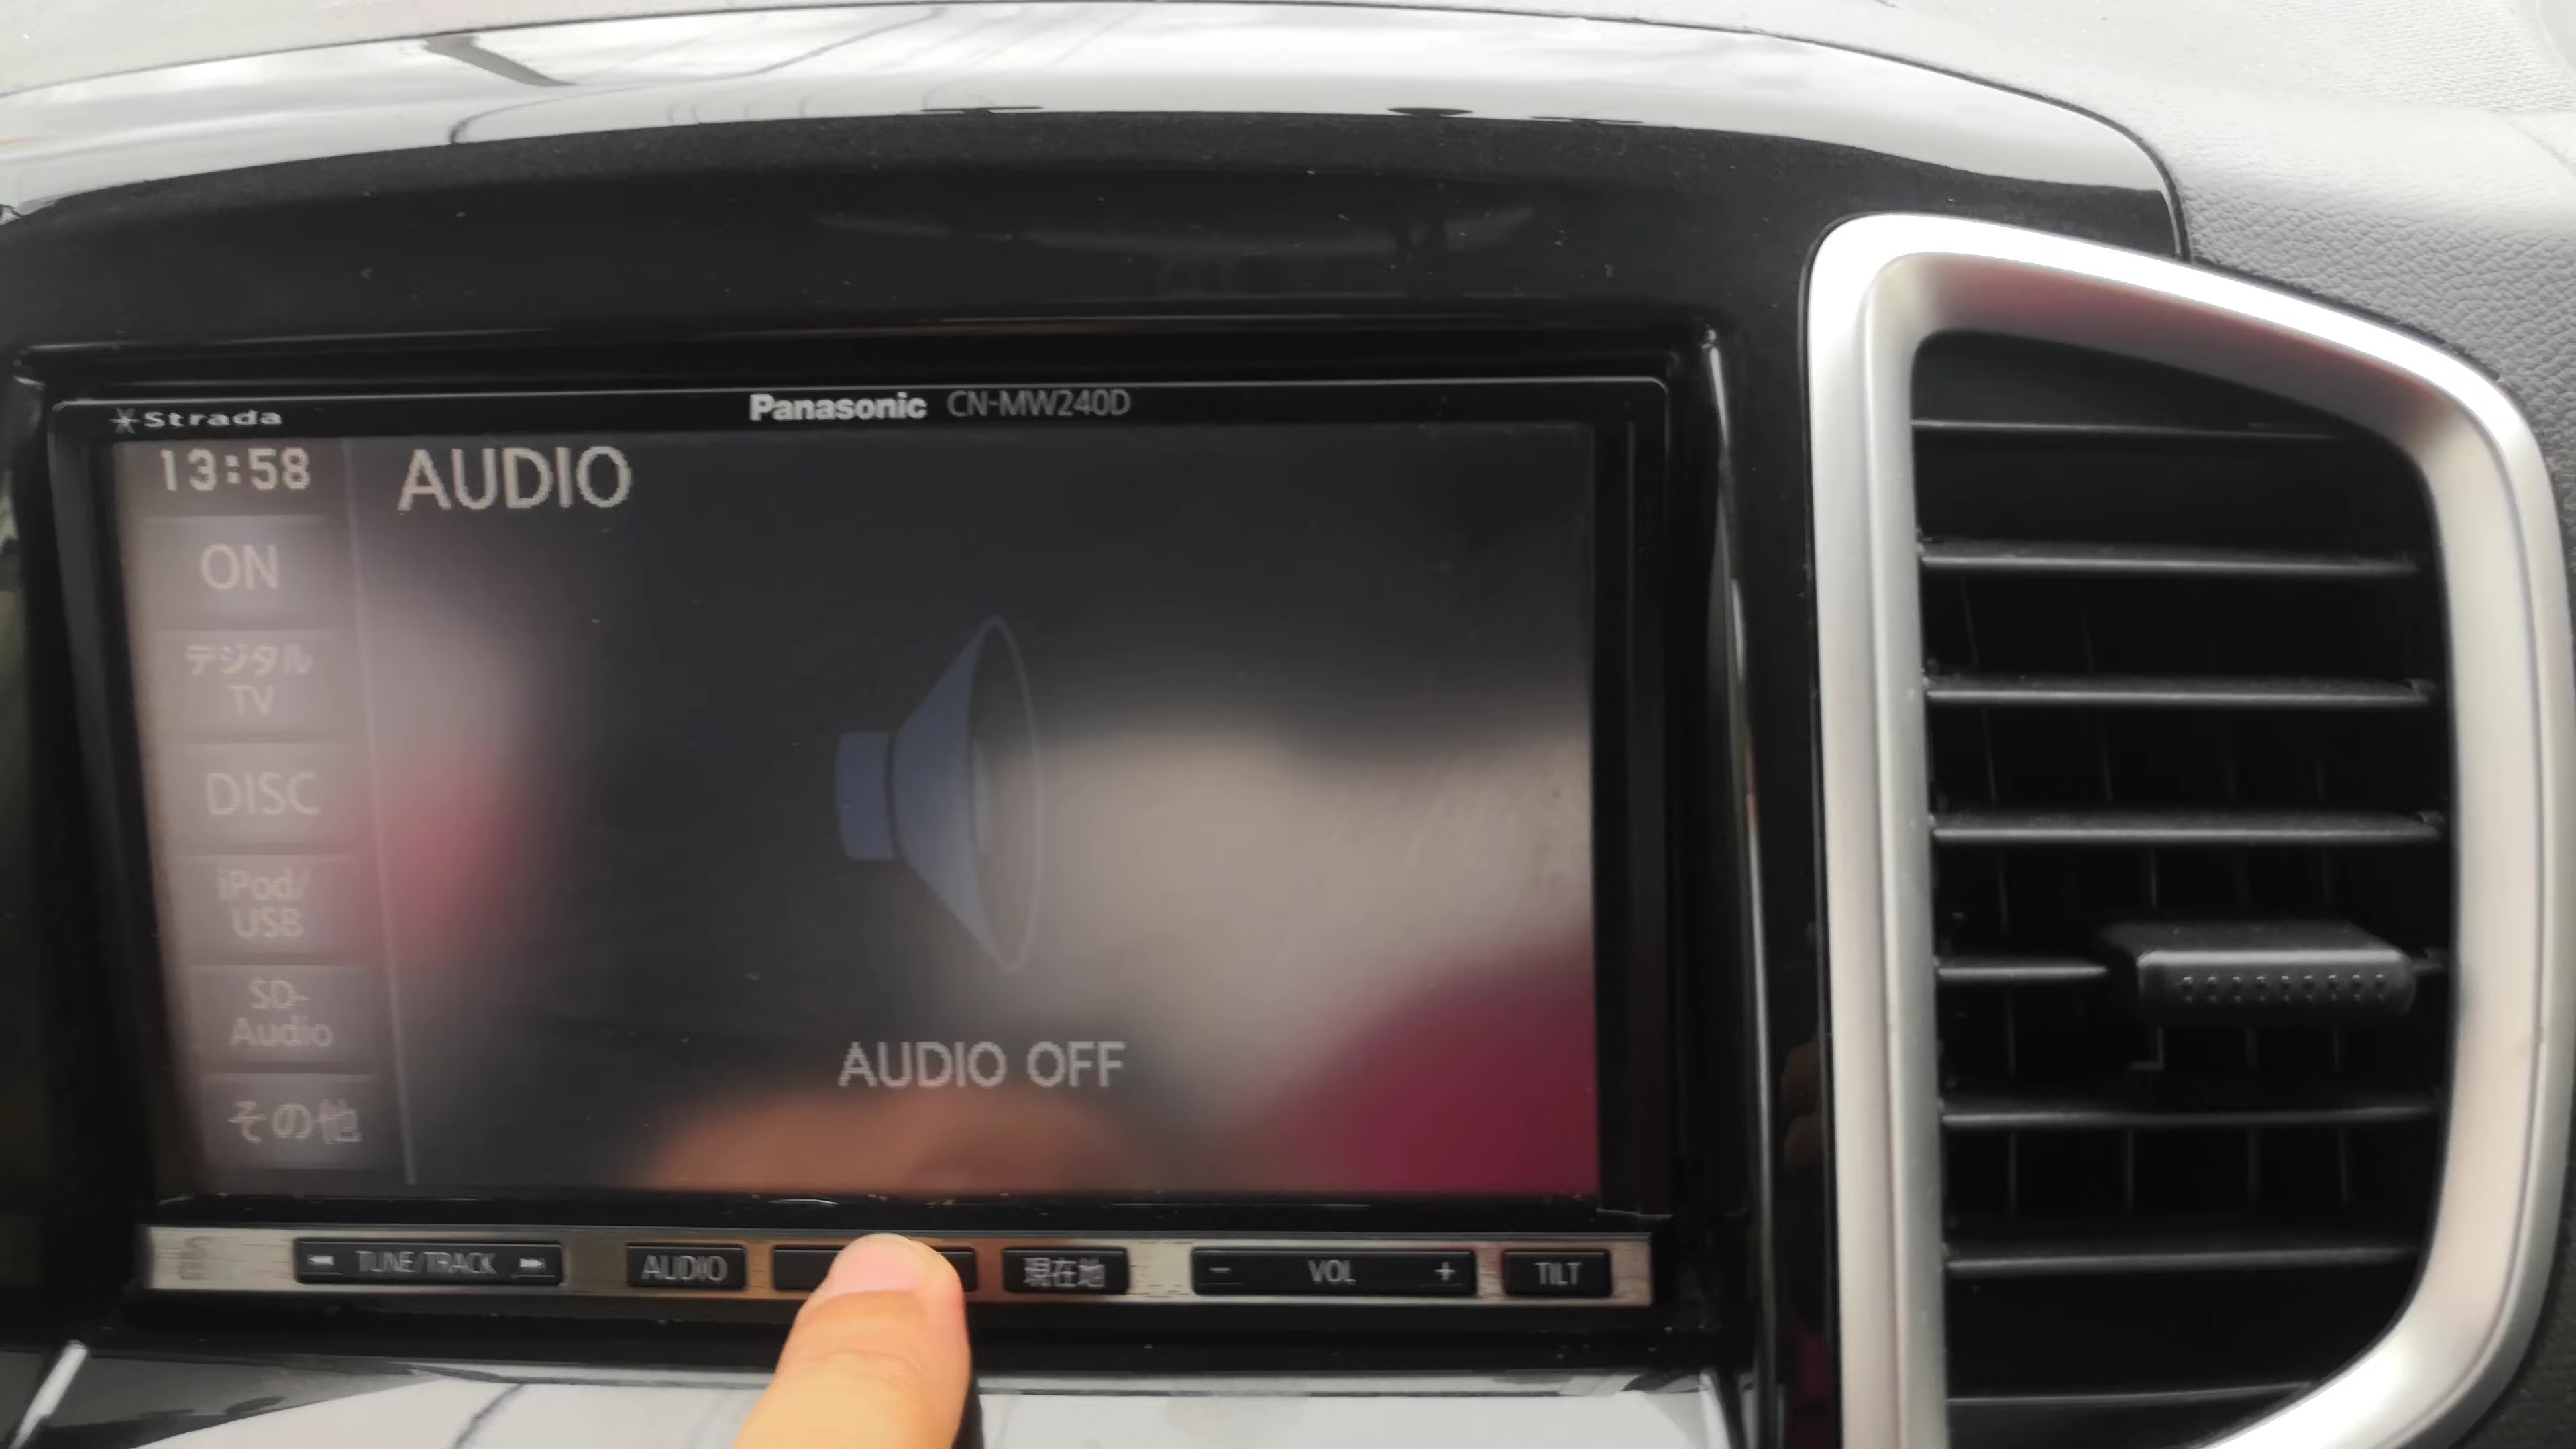 Strada
Panasonic CN-MW240D
13:58
AUDIO
ON
デジタル
TV
DISC
iPod/
USB
SD-
Audio
その他
AUDIO OFF
TUNE/TRACK
AUDIO
現在地
− VOL +
TILT